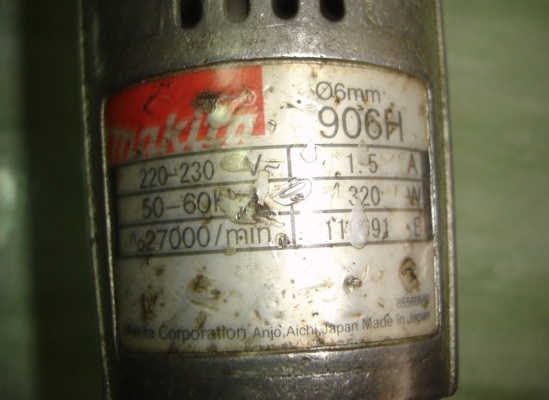 Ø6mm
makita 906H
220-230 V~ 1.5 A
50-60 320 W
n₀27000/min E
Makita Corporation Anjo, Aichi, Japan Made in Japan